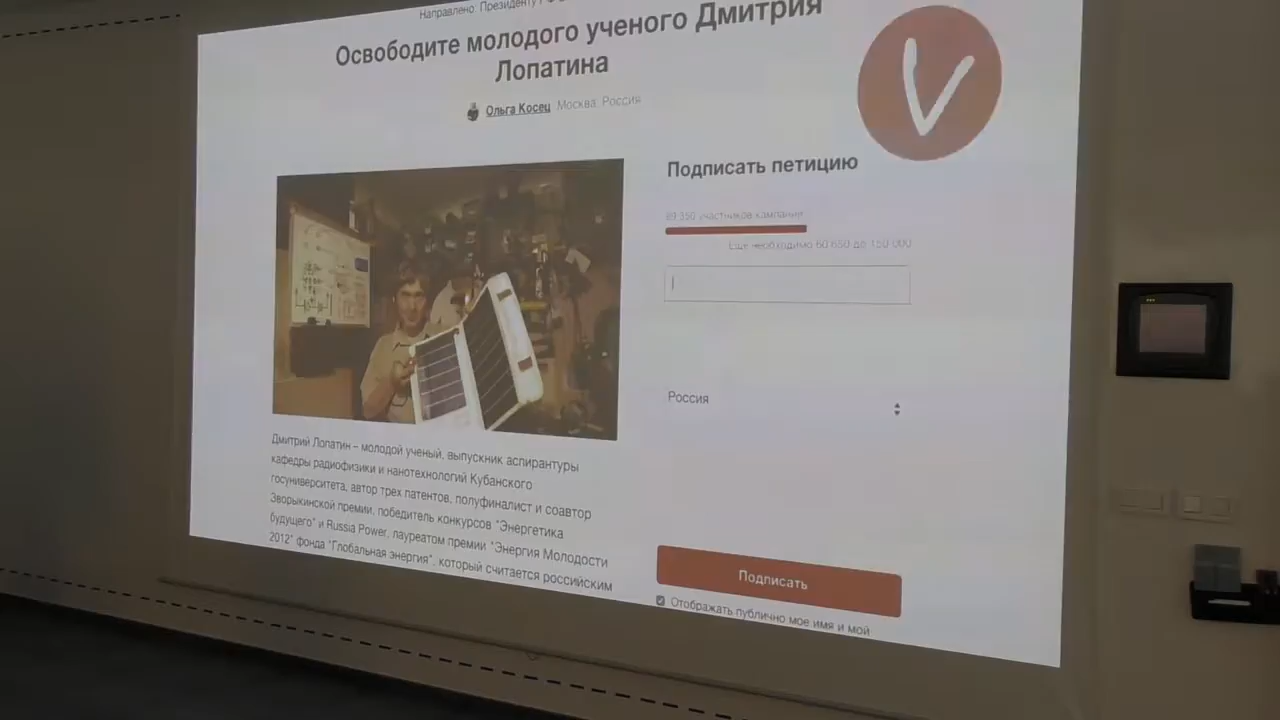 Направлено: Президенту
Освободите молодого ученого Дмитрия
Лопатина
Ольга Косец Москва, Россия
Подписать петицию
89 350 участников кампании
Еще необходимо 60 650 до 150 000
Россия
Подписать
Отображать публично мое имя и мой
Дмитрий Лопатин – молодой ученый, выпускник аспирантуры
кафедры радиофизики и нанотехнологий Кубанского
госуниверситета, автор трех патентов, полуфиналист и соавтор
Зворыкинской премии, победитель конкурсов "Энергетика
будущего" и Russia Power, лауреатом премии "Энергия Молодости
2012" фонда "Глобальная энергия", который считается российским